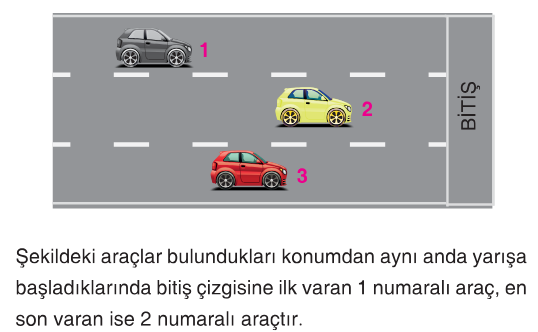 1
2
3
BİTİŞ
Şekildeki araçlar bulundukları konumdan aynı anda yarışa
başladıklarında bitiş çizgisine ilk varan 1 numaralı araç, en
son varan ise 2 numaralı araçtır.